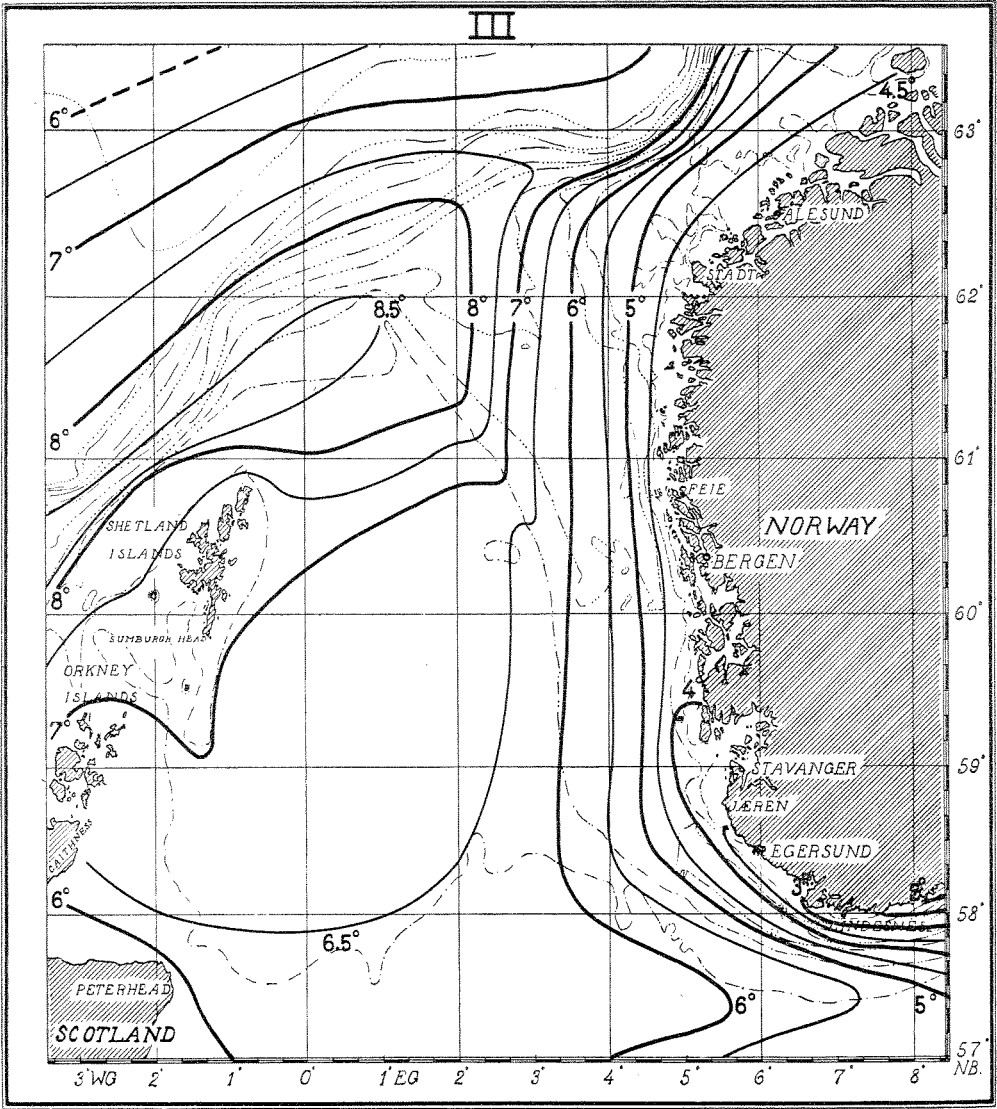 III
4.5°
6°
63°
ÅLESUND
7°
STADT
8.5°
8°
7°
6°
5°
62°
8°
61°
FEIE
SHETLAND
ISLANDS
NORWAY
BERGEN
8°
60°
SUMBURGH HEAD
ORKNEY
ISLANDS
4
7°
59°
STAVANGER
JÆREN
CAITHNESS
EGERSUND
3°
2°
6°
58°
LINDESNES
6.5°
PETERHEAD
6°
5°
SCOTLAND
57°
3° WG 2° 1° 0° 1° EG 2° 3° 4° 5° 6° 7° 8° NB.